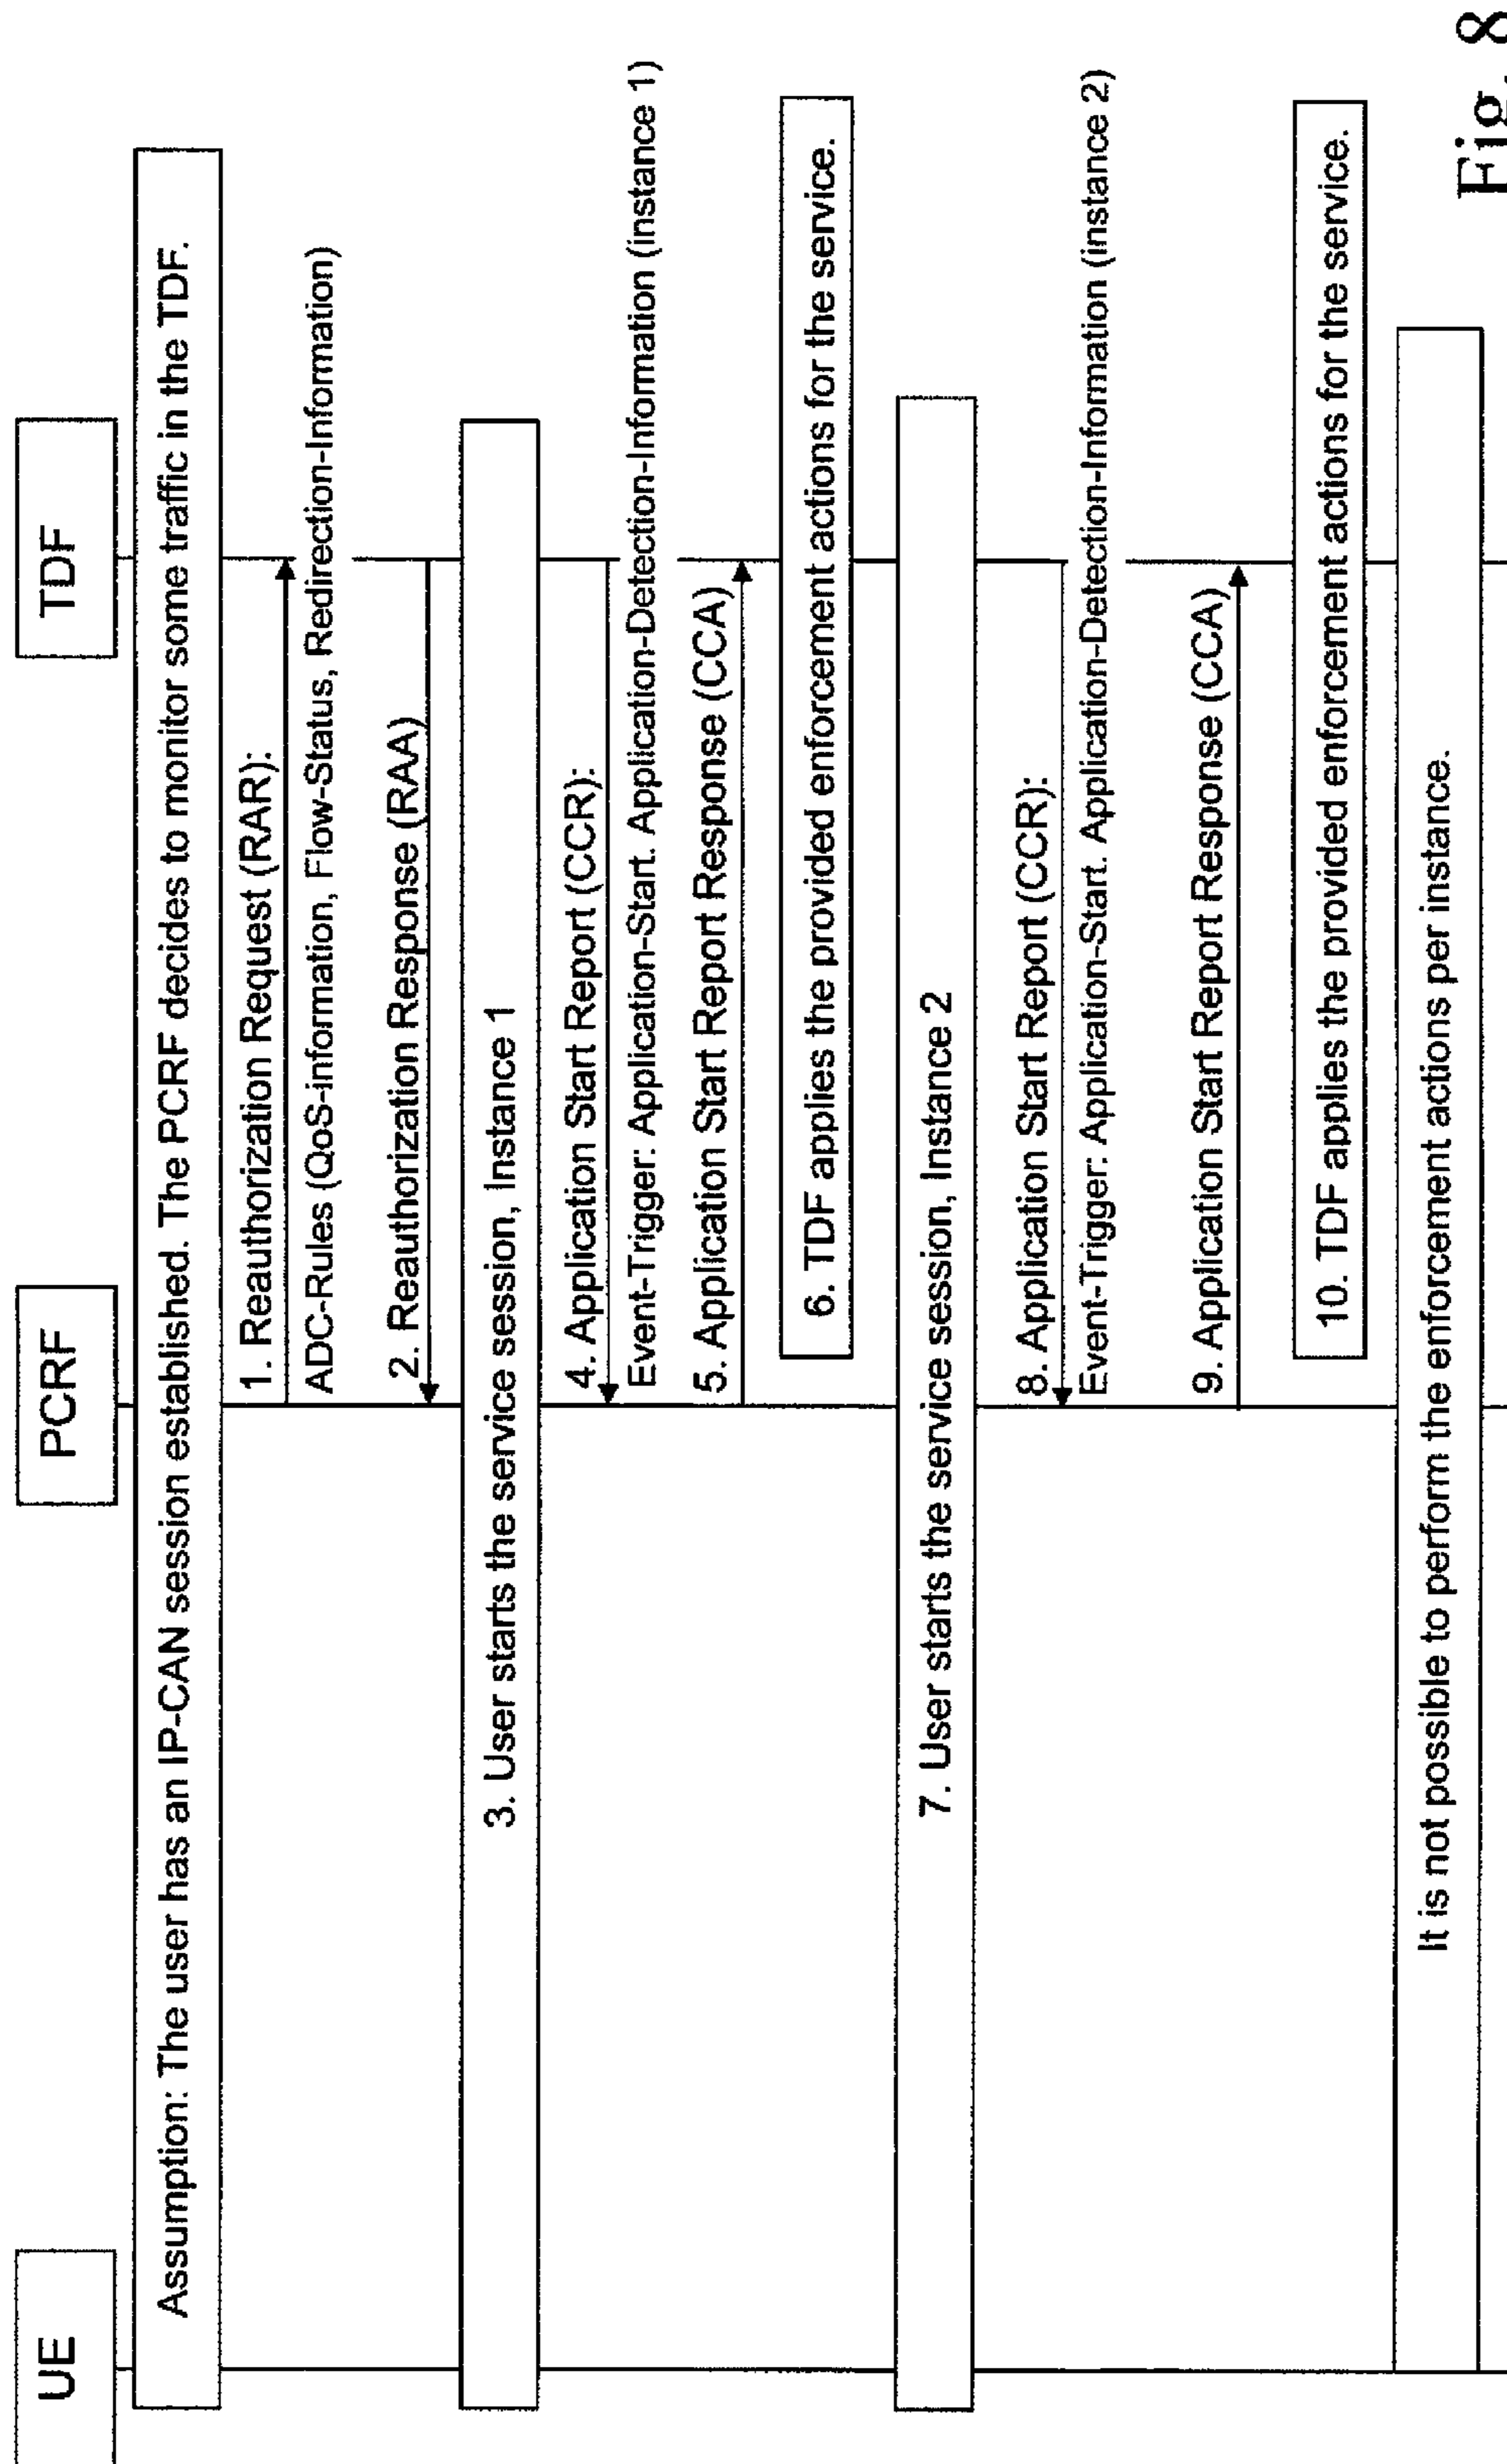 UE
PCRF
TDF
Assumption: The user has an IP-CAN session established. The PCRF decides to monitor some traffic in the TDF.
1. Reauthorization Request (RAR):
ADC-Rules (QoS-information, Flow-Status, Redirection-Information)
2. Reauthorization Response (RAA)
3. User starts the service session, Instance 1
4. Application Start Report (CCR):
Event-Trigger: Application-Start. Application-Detection-Information (instance 1)
5. Application Start Report Response (CCA)
6. TDF applies the provided enforcement actions for the service.
7. User starts the service session, Instance 2
8. Application Start Report (CCR):
Event-Trigger: Application-Start. Application-Detection-Information (instance 2)
9. Application Start Report Response (CCA)
10. TDF applies the provided enforcement actions for the service.
It is not possible to perform the enforcement actions per instance.
Fig. 8